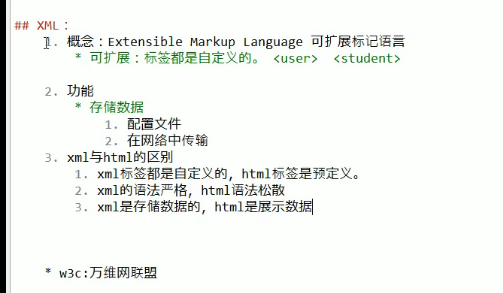 ## XML：
1. 概念：Extensible Markup Language 可扩展标记语言
* 可扩展：标签都是自定义的。 <user> <student>
2. 功能
* 存储数据
1. 配置文件
2. 在网络中传输
3. xml与html的区别
1. xml标签都是自定义的，html标签是预定义。
2. xml的语法严格，html语法松散
3. xml是存储数据的，html是展示数据
* w3c:万维网联盟